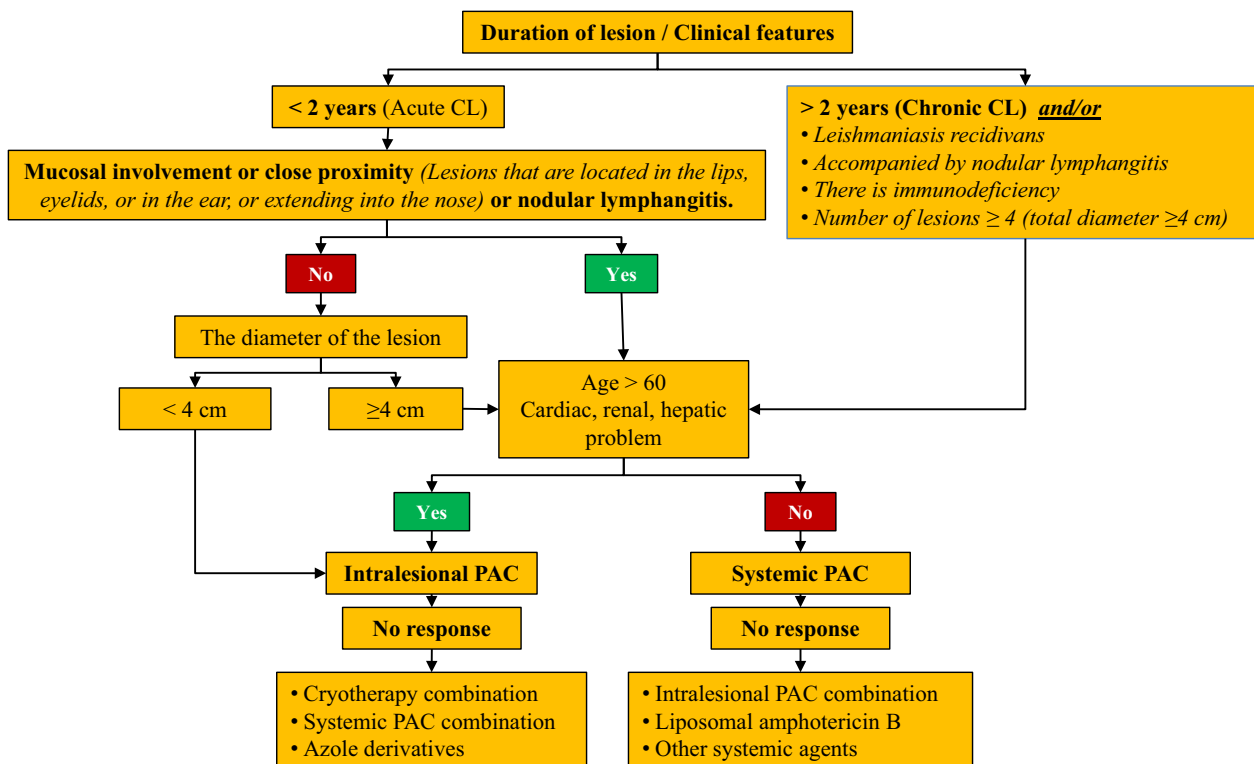 Duration of lesion / Clinical features
< 2 years (Acute CL)
> 2 years (Chronic CL) and/or
• Leishmaniasis recidivans
• Accompanied by nodular lymphangitis
• There is immunodeficiency
• Number of lesions ≥ 4 (total diameter ≥4 cm)
Mucosal involvement or close proximity (Lesions that are located in the lips,
eyelids, or in the ear, or extending into the nose) or nodular lymphangitis.
No
Yes
The diameter of the lesion
< 4 cm
≥4 cm
Age > 60
Cardiac, renal, hepatic
problem
Yes
No
Intralesional PAC
Systemic PAC
No response
No response
• Cryotherapy combination
• Systemic PAC combination
• Azole derivatives
• Intralesional PAC combination
• Liposomal amphotericin B
• Other systemic agents